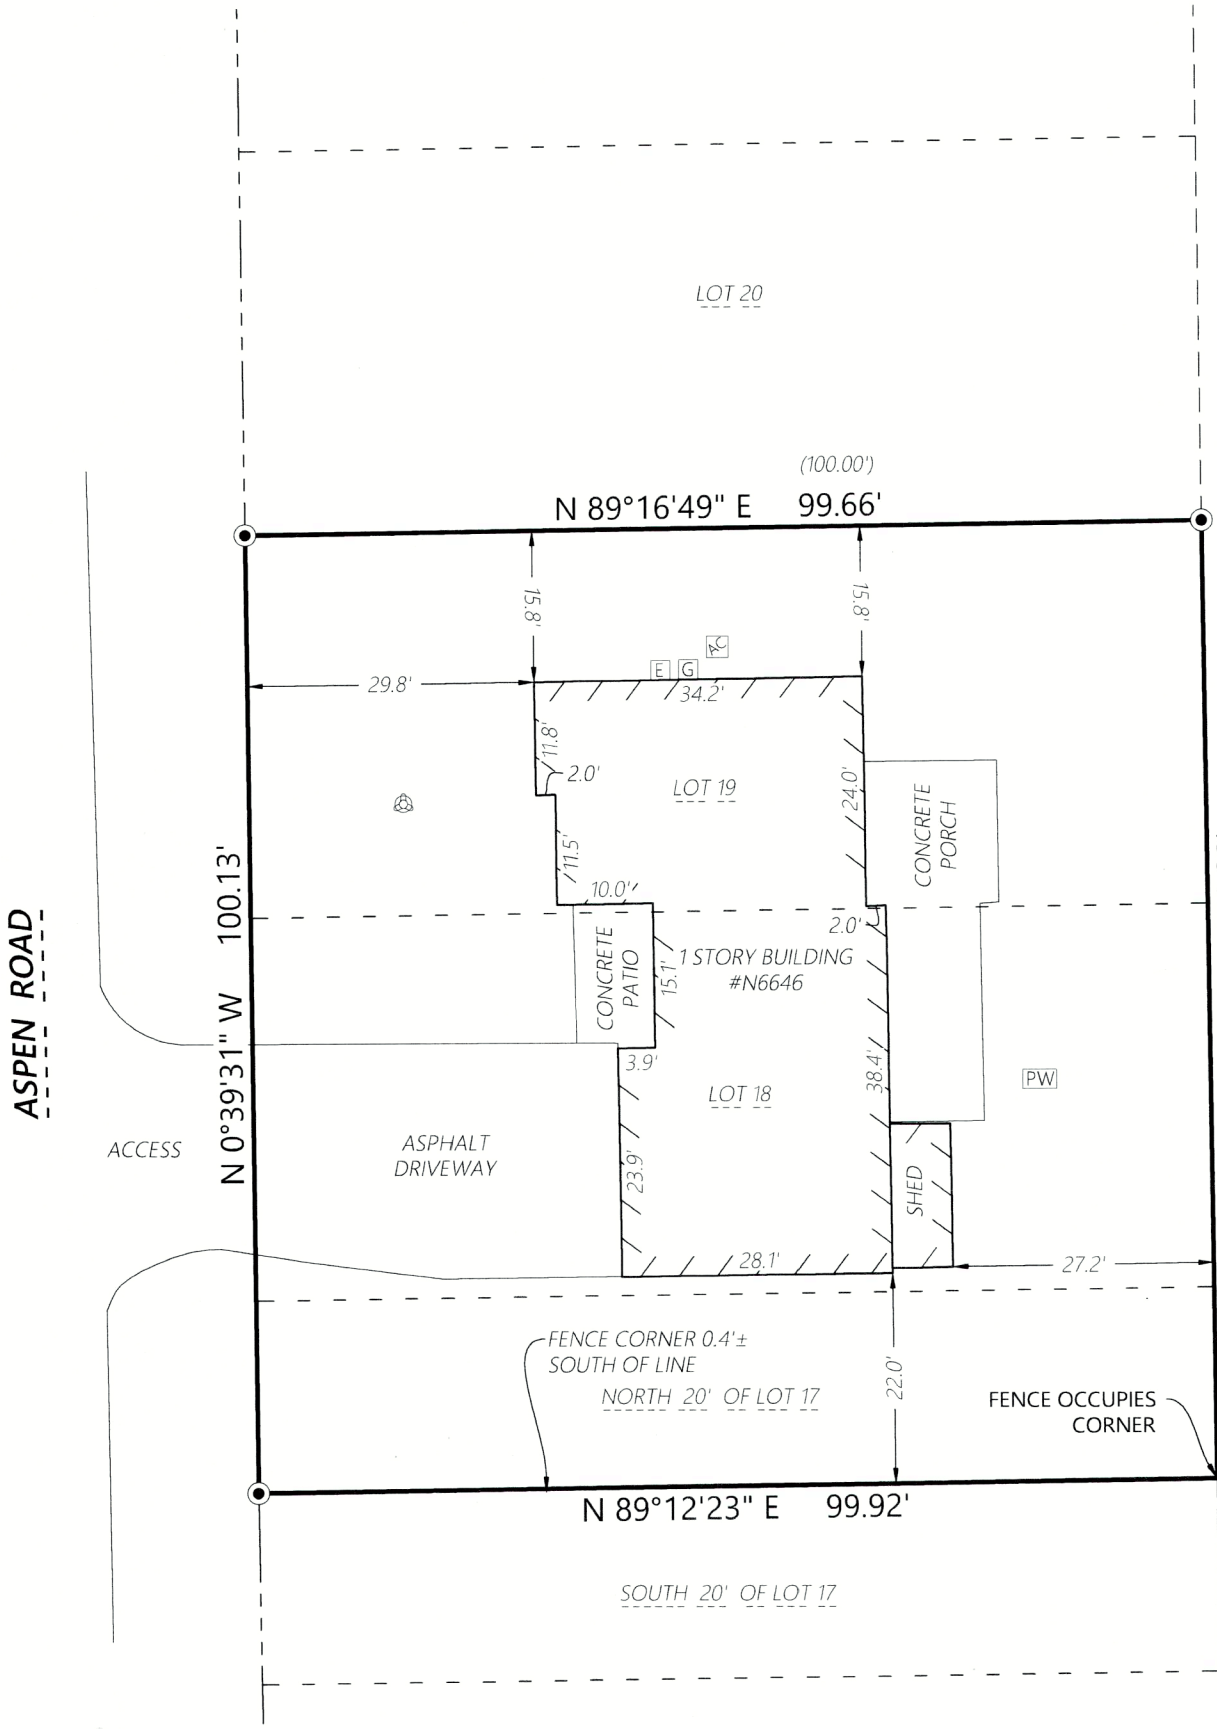 LOT 20
(100.00')
N 89°16'49" E 99.66'
15.8'
15.8'
AC
E
G
29.8'
34.2'
11.8'
2.0'
LOT 19
24.0'
CONCRETE
PORCH
11.5'
10.0'
N 0°39'31" W 100.13'
ASPEN ROAD
2.0'
CONCRETE
PATIO
15.1'
1 STORY BUILDING
#N6646
3.9'
38.4'
PW
LOT 18
ACCESS
ASPHALT
DRIVEWAY
23.9'
SHED
28.1'
27.2'
FENCE CORNER 0.4'±
SOUTH OF LINE
22.0'
NORTH 20' OF LOT 17
FENCE OCCUPIES
CORNER
N 89°12'23" E 99.92'
SOUTH 20' OF LOT 17